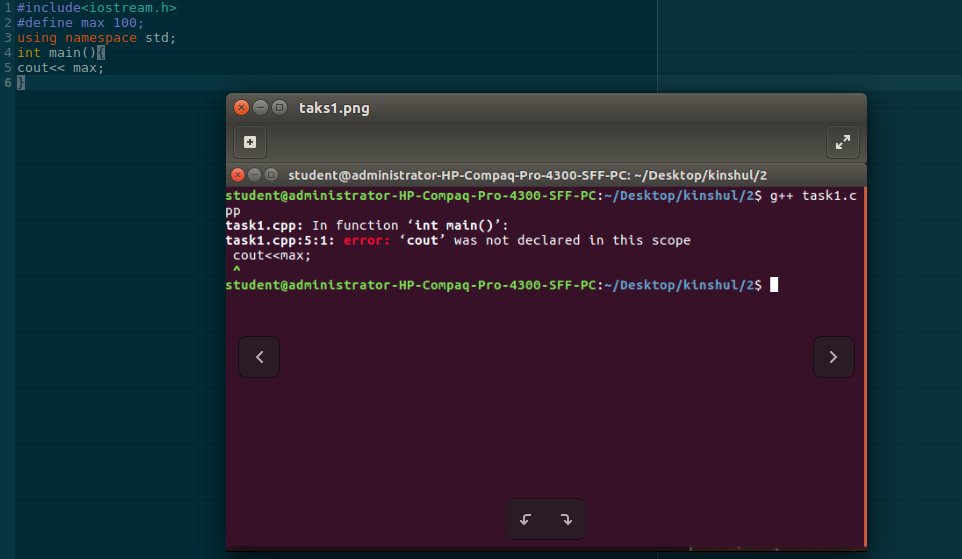 1 #include<iostream.h>
2 #define max 100;
3 using namespace std;
4 int main(){
5 cout<< max;
6 }
taks1.png
student@administrator-HP-Compaq-Pro-4300-SFF-PC: ~/Desktop/kinshul/2
student@administrator-HP-Compaq-Pro-4300-SFF-PC:~/Desktop/kinshul/2$ g++ task1.c
pp
task1.cpp: In function ‘int main()’:
task1.cpp:5:1: error: ‘cout’ was not declared in this scope
cout<<max;
^
student@administrator-HP-Compaq-Pro-4300-SFF-PC:~/Desktop/kinshul/2$